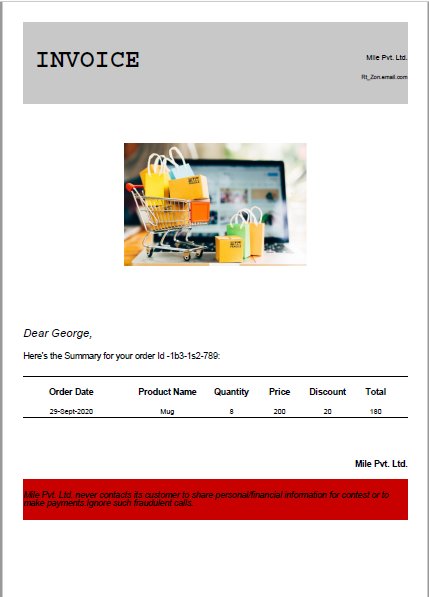 INVOICE
Mile Pvt. Ltd.
Rt_Zon.email.com
Dear George,
Here's the Summary for your order Id -1b3-1s2-789:
Order Date Product Name Quantity Price Discount Total
29-Sept-2020 Mug 8 200 20 180
Mile Pvt. Ltd.
Mile Pvt. Ltd. never contacts its customer to share personal/financial information for contest or to
make payments Ignore such fraudulent calls.